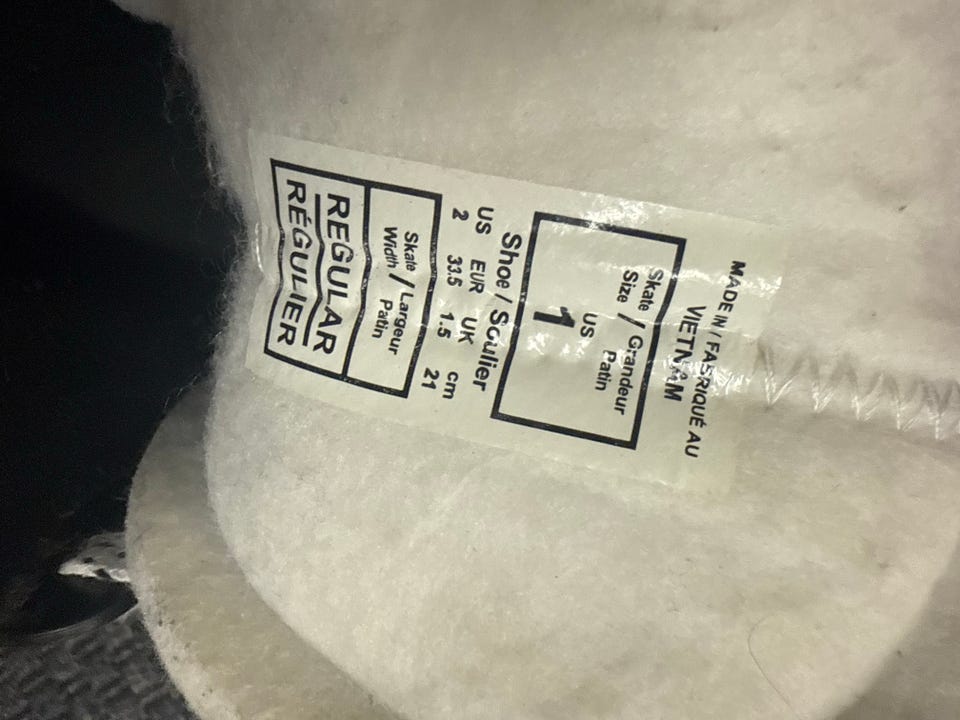 MADE IN / FABRIQUÉ AU
VIETNAM
Skate / Grandeur
Size / Patin
US
1
Shoe / Soulier
US EUR UK cm
2 33.5 1.5 21
Skate / Largeur
Width / Patin
REGULAR
RÉGULIER